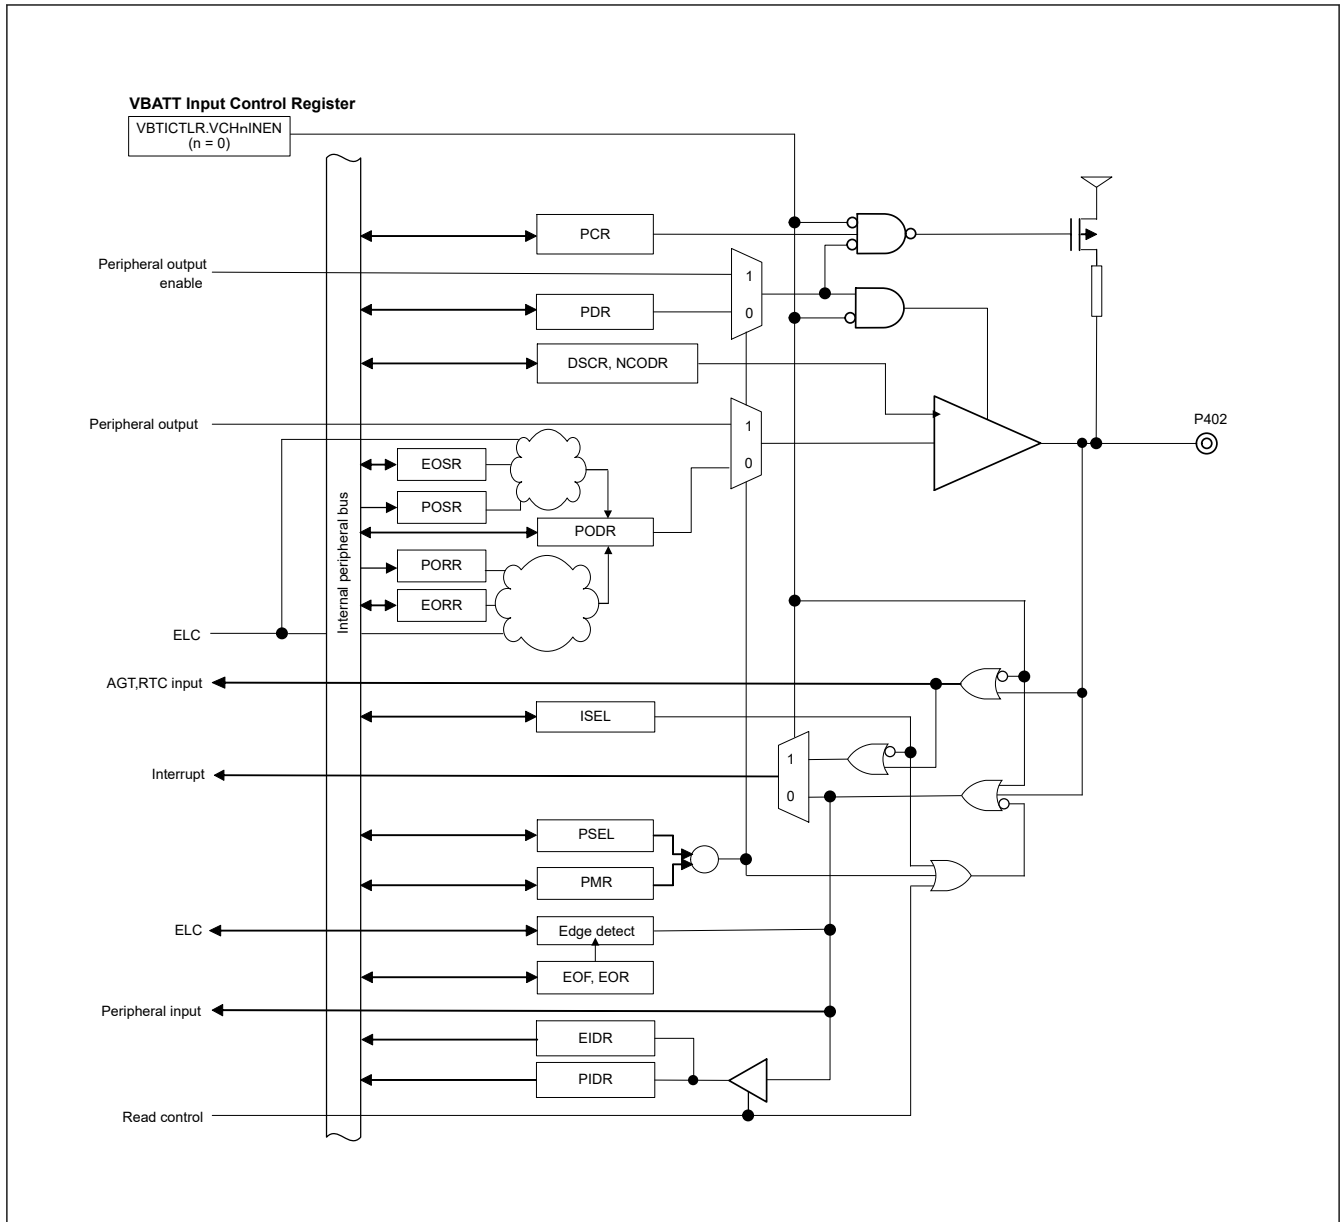 VBATT Input Control Register
VBTICTLR.VCHnINEN
(n = 0)
PCR
Peripheral output
enable
1
0
PDR
DSCR, NCODR
Peripheral output
1
0
P402
EOSR
POSR
PODR
PORR
EORR
Internal peripheral bus
ELC
AGT,RTC input
ISEL
Interrupt
1
0
PSEL
PMR
ELC
Edge detect
EOF, EOR
Peripheral input
EIDR
PIDR
Read control